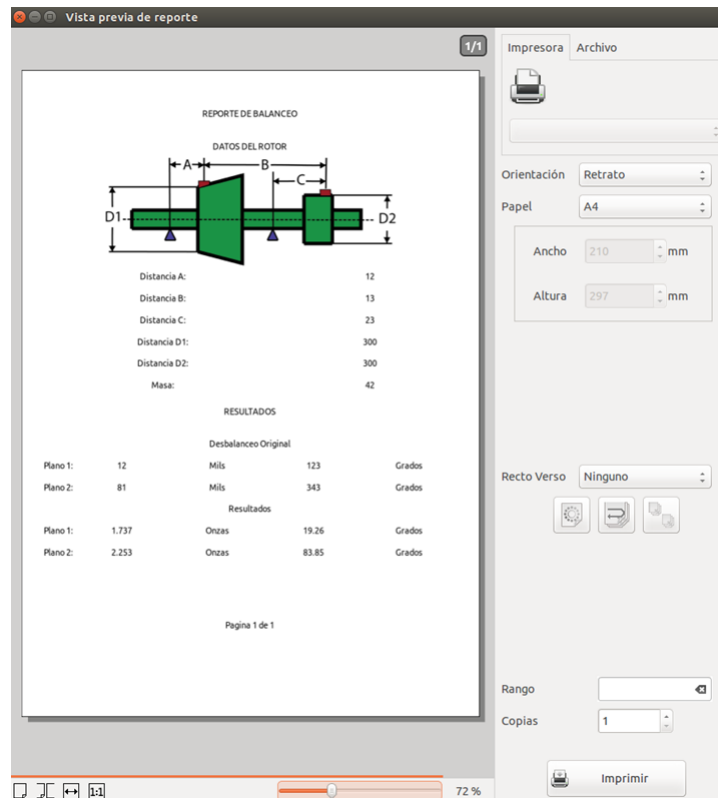 Vista previa de reporte
1/1
REPORTE DE BALANCEO
DATOS DEL ROTOR
A
B
C
D1
D2
Distancia A: 12
Distancia B: 13
Distancia C: 23
Distancia D1: 300
Distancia D2: 300
Masa: 42
RESULTADOS
Desbalanceo Original
Plano 1: 12 Mils 123 Grados
Plano 2: 81 Mils 343 Grados
Resultados
Plano 1: 1.737 Onzas 19.26 Grados
Plano 2: 2.253 Onzas 83.85 Grados
Pagina 1 de 1
1:1
72 %
Impresora Archivo
Orientación Retrato
Papel A4
Ancho 210 mm
Altura 297 mm
Recto Verso Ninguno
Rango
Copias 1
Imprimir